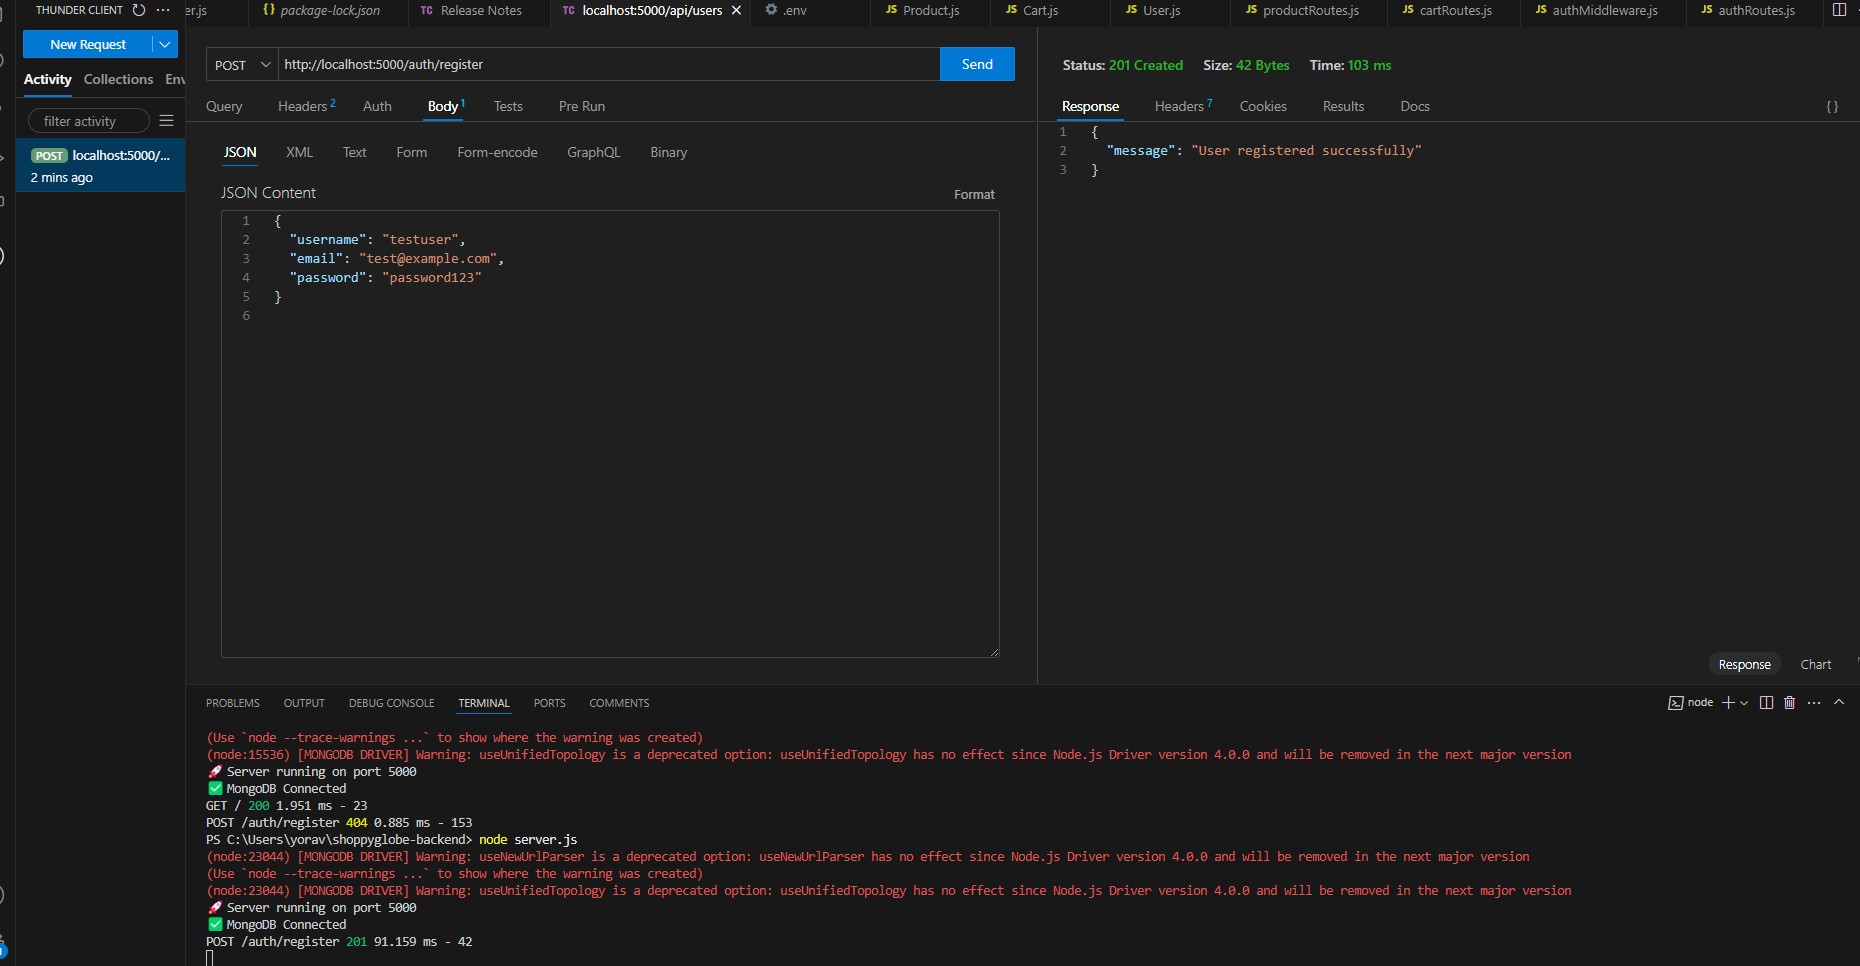 THUNDER CLIENT
er.js
package-lock.json
Release Notes
localhost:5000/api/users
.env
Product.js
Cart.js
User.js
productRoutes.js
cartRoutes.js
authMiddleware.js
authRoutes.js
New Request
Activity Collections Env
filter activity
POST localhost:5000/...
2 mins ago
POST http://localhost:5000/auth/register Send
Query Headers 2 Auth Body 1 Tests Pre Run
JSON XML Text Form Form-encode GraphQL Binary
JSON Content Format
1 {
2 "username": "testuser",
3 "email": "test@example.com",
4 "password": "password123"
5 }
6
Status: 201 Created Size: 42 Bytes Time: 103 ms
Response Headers 7 Cookies Results Docs { }
1 {
2 "message": "User registered successfully"
3 }
Response Chart
PROBLEMS OUTPUT DEBUG CONSOLE TERMINAL PORTS COMMENTS
node
(Use `node --trace-warnings ...` to show where the warning was created)
(node:15536) [MONGODB DRIVER] Warning: useUnifiedTopology is a deprecated option: useUnifiedTopology has no effect since Node.js Driver version 4.0.0 and will be removed in the next major version
🚀 Server running on port 5000
✅ MongoDB Connected
GET / 200 1.951 ms - 23
POST /auth/register 404 0.885 ms - 153
PS C:\Users\yorav\shoppyglobe-backend> node server.js
(node:23044) [MONGODB DRIVER] Warning: useNewUrlParser is a deprecated option: useNewUrlParser has no effect since Node.js Driver version 4.0.0 and will be removed in the next major version
(Use `node --trace-warnings ...` to show where the warning was created)
(node:23044) [MONGODB DRIVER] Warning: useUnifiedTopology is a deprecated option: useUnifiedTopology has no effect since Node.js Driver version 4.0.0 and will be removed in the next major version
🚀 Server running on port 5000
✅ MongoDB Connected
POST /auth/register 201 91.159 ms - 42